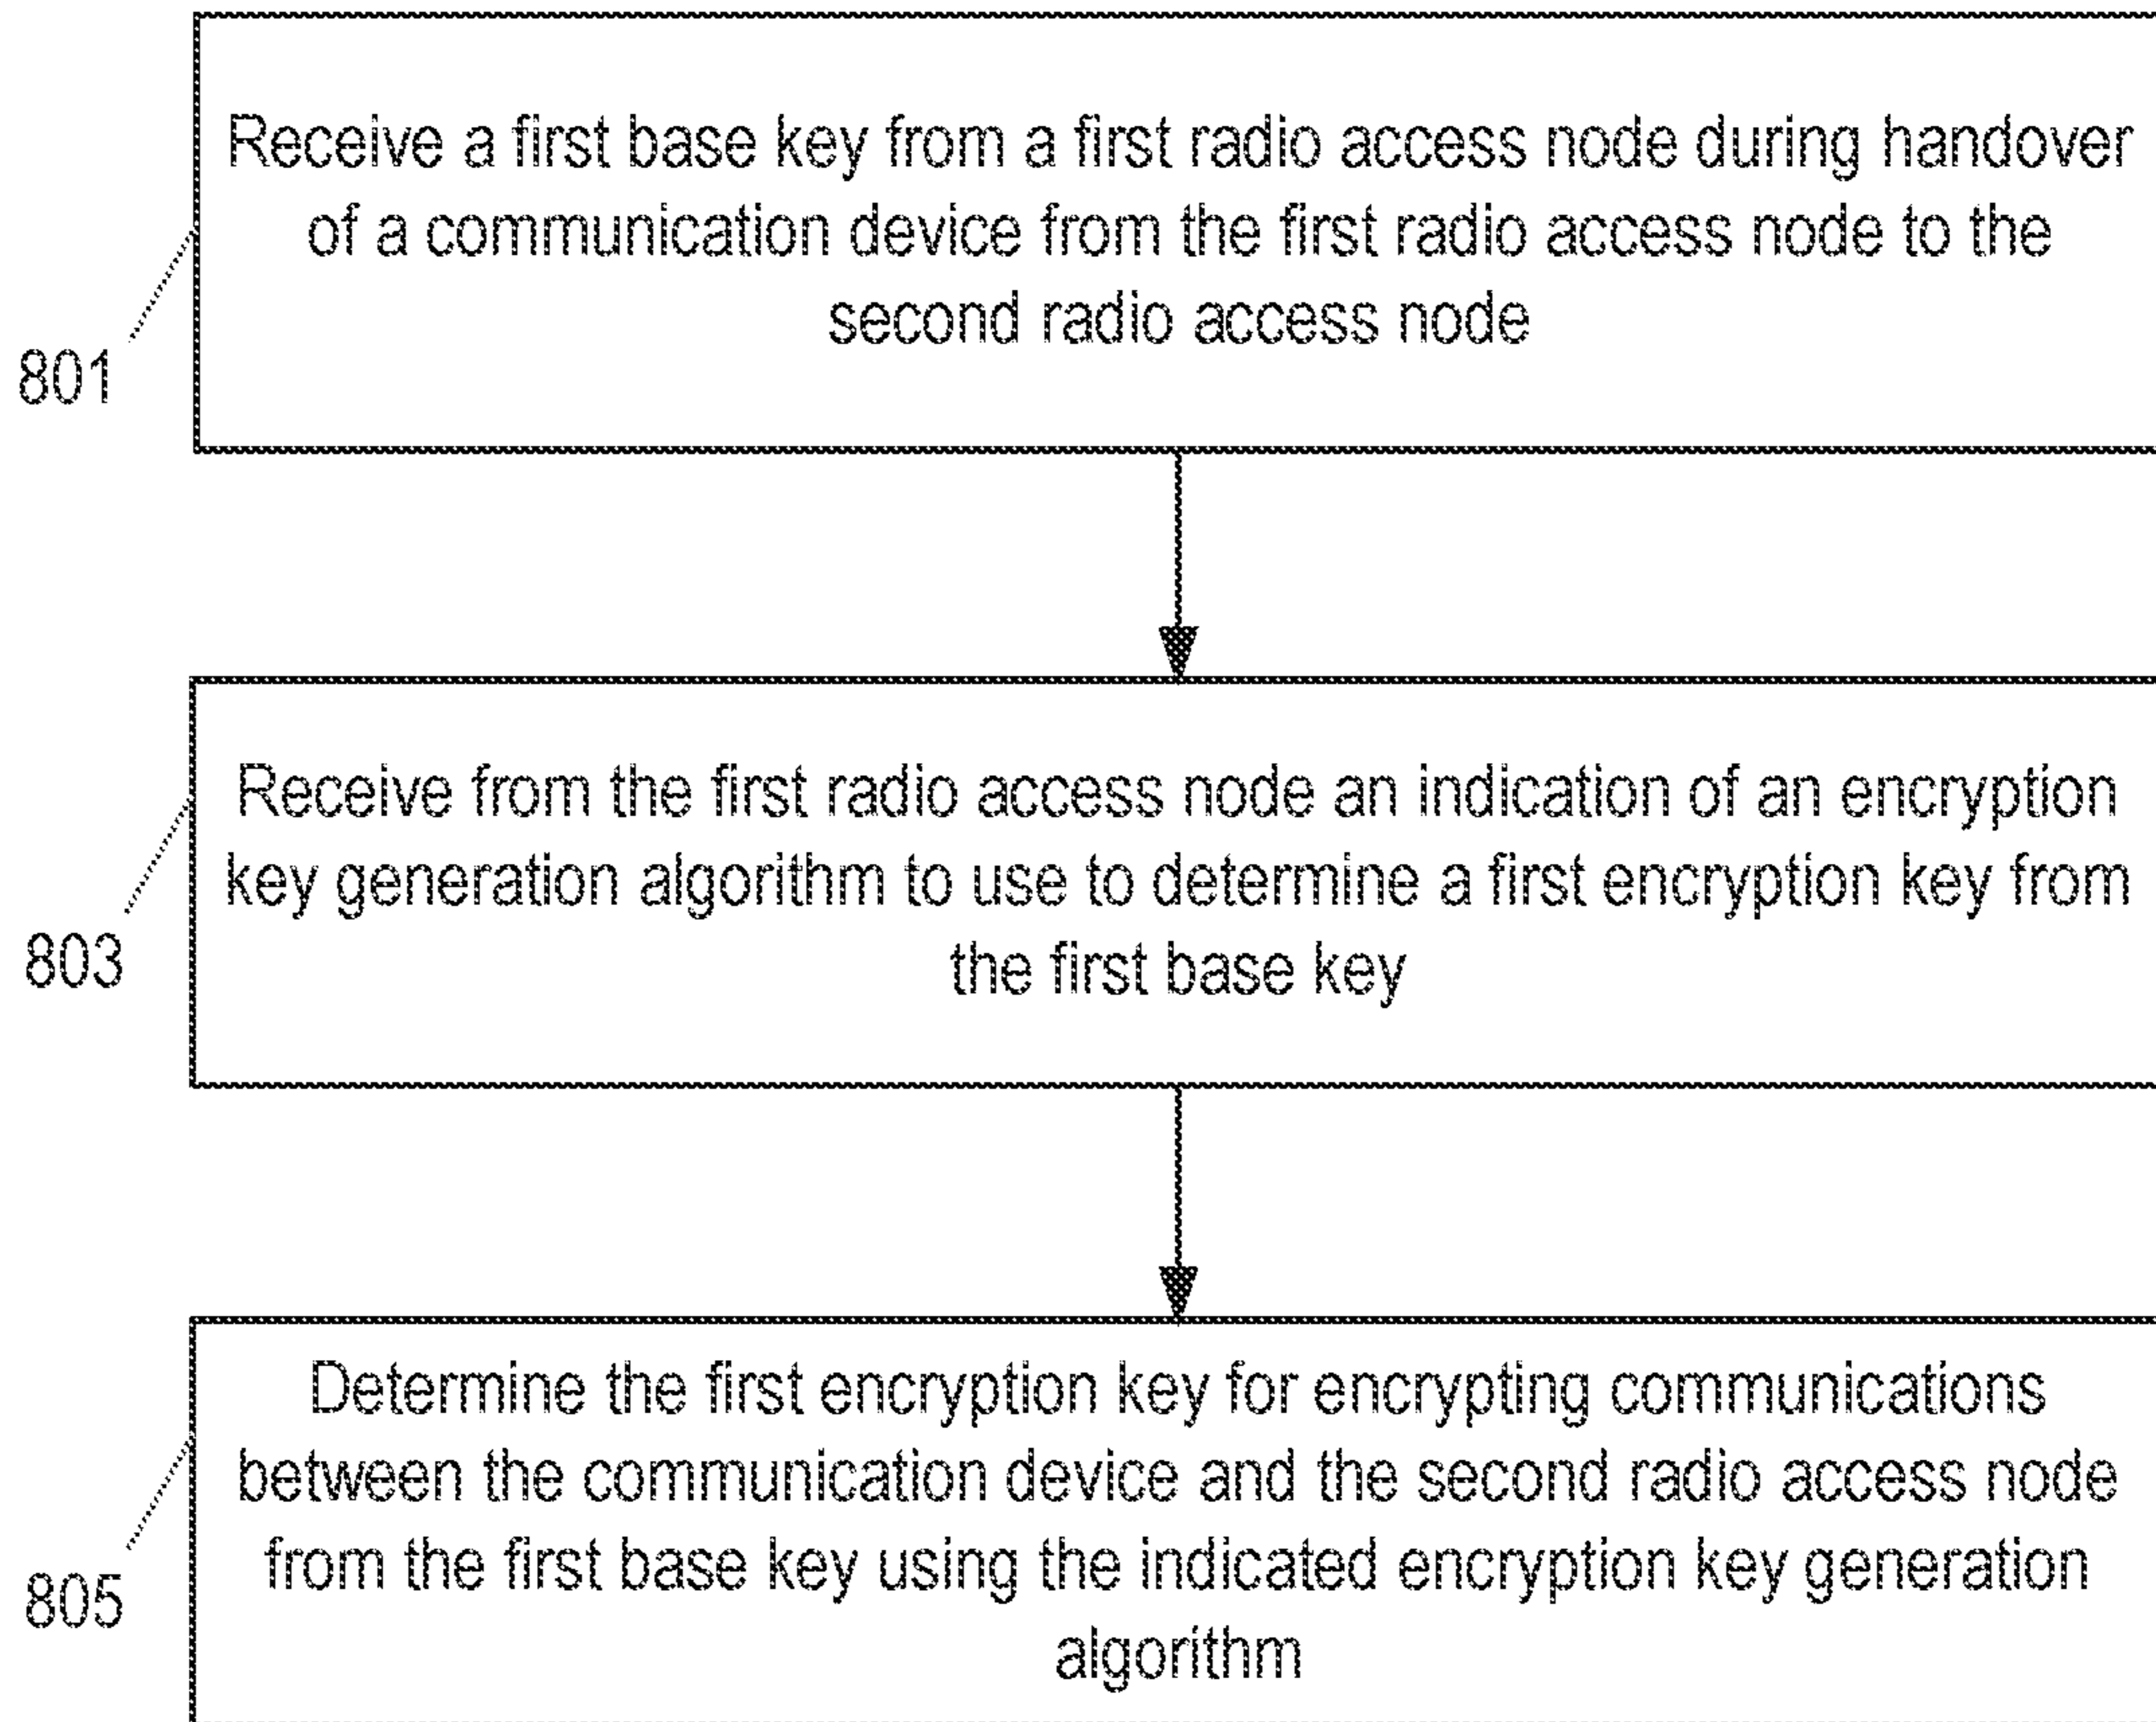 Receive a first base key from a first radio access node during handover
of a communication device from the first radio access node to the
second radio access node
801
Receive from the first radio access node an indication of an encryption
key generation algorithm to use to determine a first encryption key from
the first base key
803
Determine the first encryption key for encrypting communications
between the communication device and the second radio access node
from the first base key using the indicated encryption key generation
algorithm
805